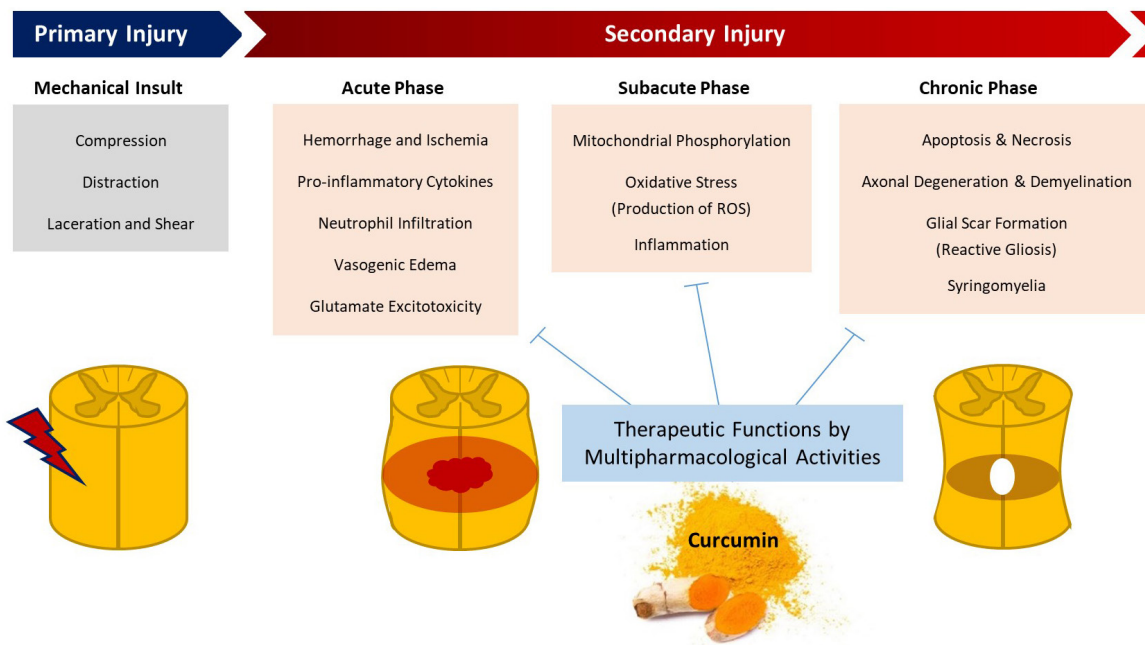 Primary Injury
Secondary Injury
Mechanical Insult
Compression
Distraction
Laceration and Shear
Acute Phase
Hemorrhage and Ischemia
Pro-inflammatory Cytokines
Neutrophil Infiltration
Vasogenic Edema
Glutamate Excitotoxicity
Subacute Phase
Mitochondrial Phosphorylation
Oxidative Stress
(Production of ROS)
Inflammation
Chronic Phase
Apoptosis & Necrosis
Axonal Degeneration & Demyelination
Glial Scar Formation
(Reactive Gliosis)
Syringomyelia
Therapeutic Functions by
Multipharmacological Activities
Curcumin